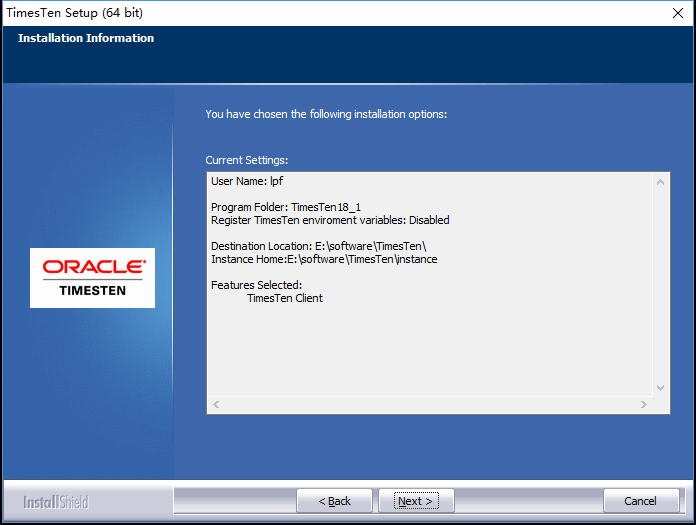 TimesTen Setup (64 bit)
Installation Information
You have chosen the following installation options:
Current Settings:
User Name: lpf
Program Folder: TimesTen18_1
Register TimesTen enviroment variables: Disabled
Destination Location: E:\software\TimesTen\
Instance Home:E:\software\TimesTen\instance
Features Selected:
TimesTen Client
ORACLE®
TIMESTEN
InstallShield
< Back
Next >
Cancel